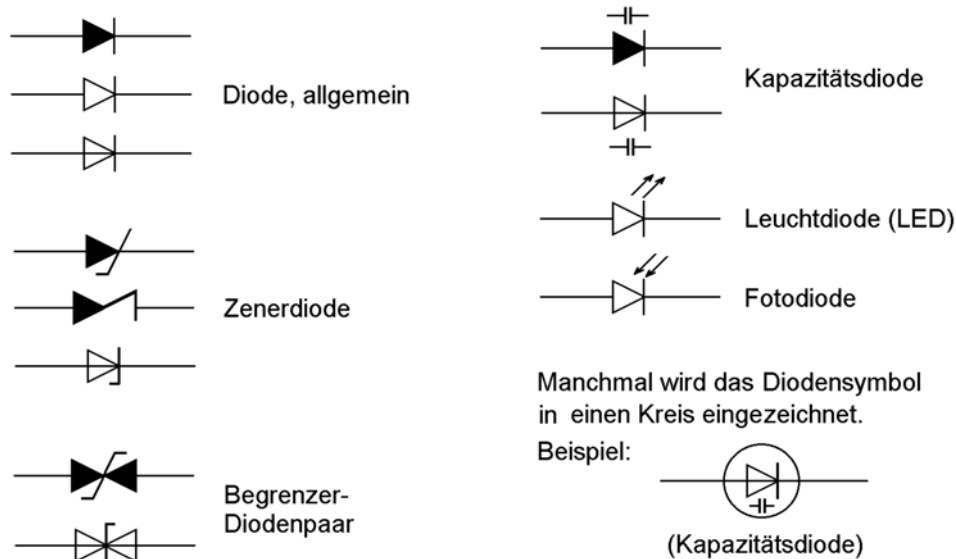 Diode, allgemein
Zenerdiode
Begrenzer-
Diodenpaar
Kapazitätsdiode
Leuchtdiode (LED)
Fotodiode
Manchmal wird das Diodensymbol
in einen Kreis eingezeichnet.
Beispiel:
(Kapazitätsdiode)